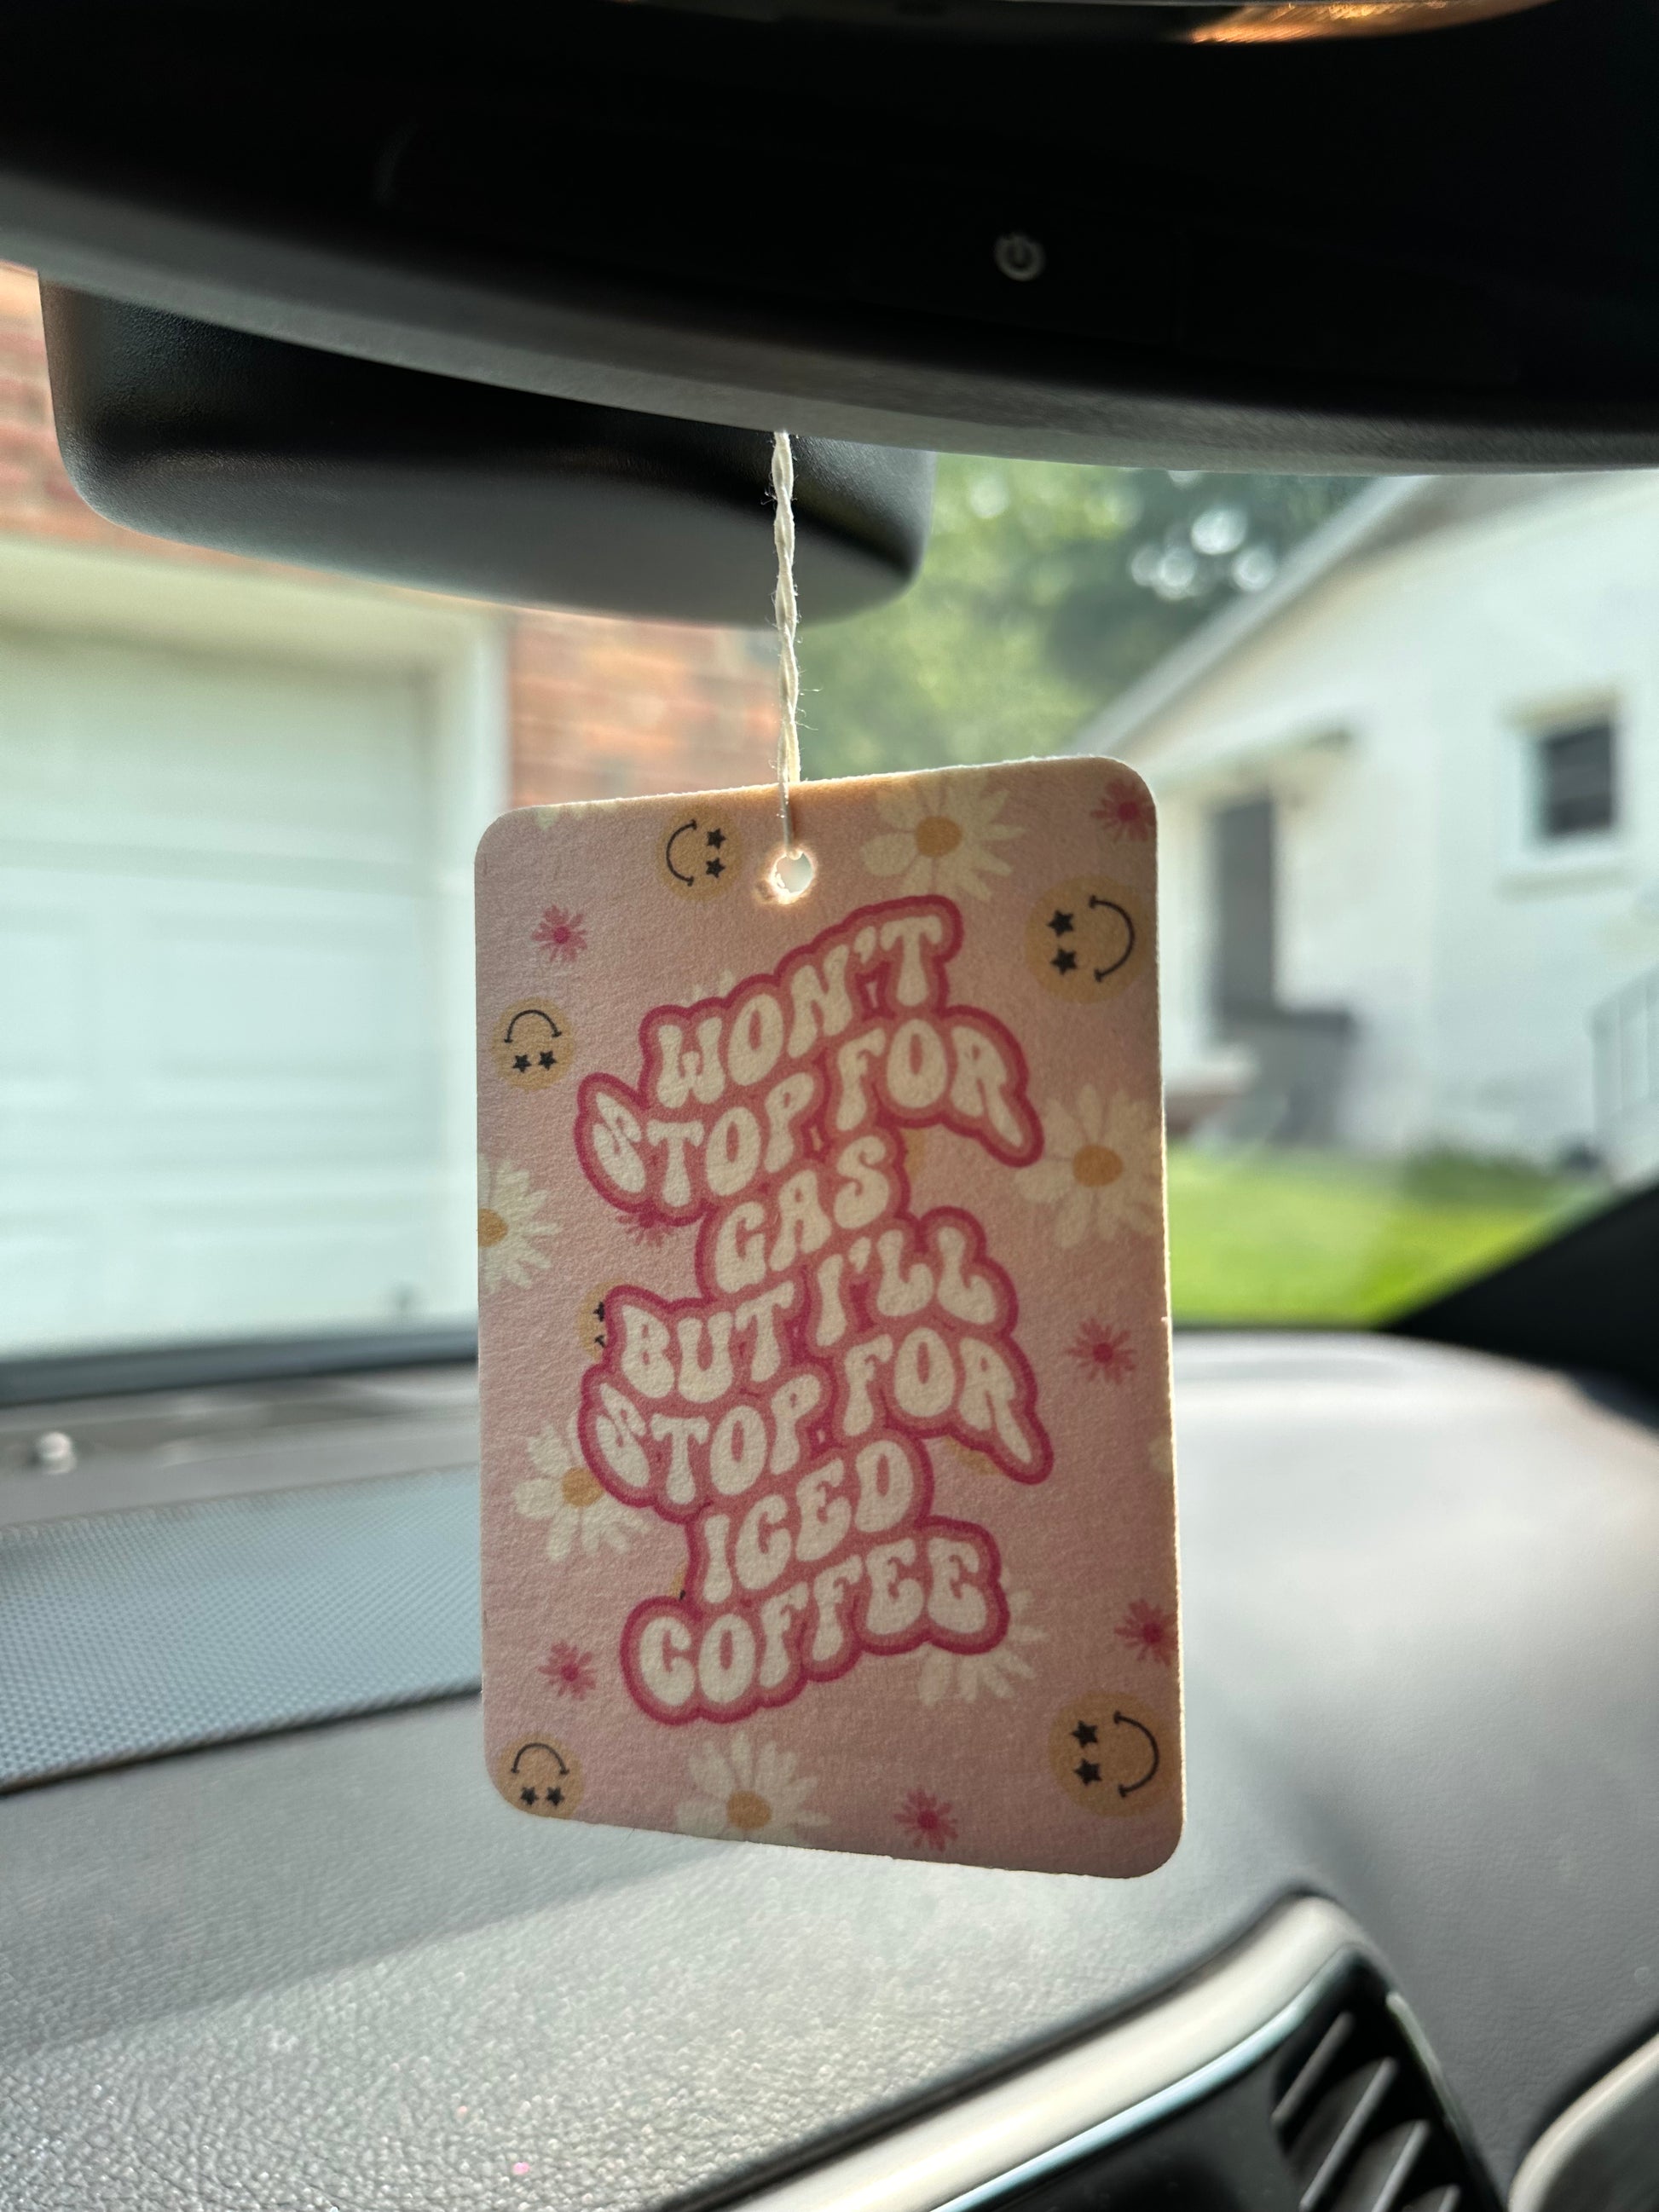 WON'T
STOP FOR
GAS
BUT I'LL
STOP FOR
ICED
COFFEE